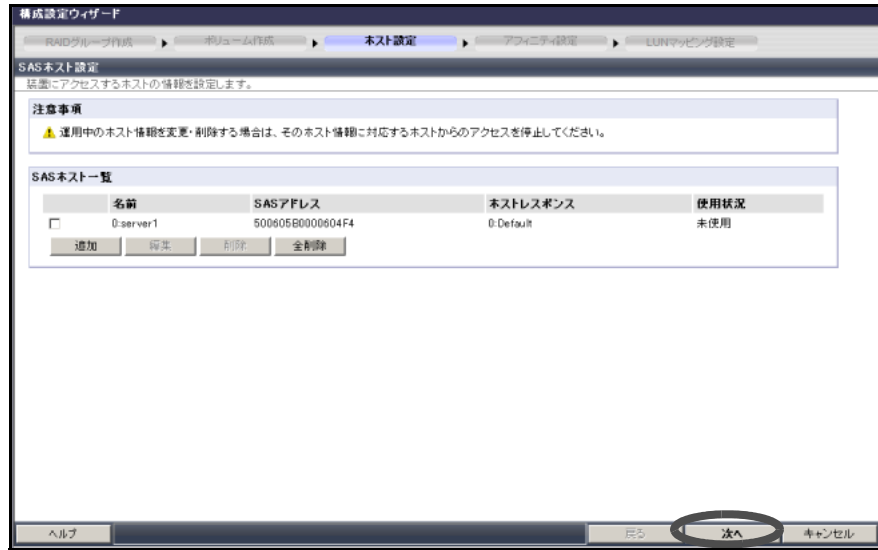 構成設定ウィザード
RAIDグループ作成 ボリューム作成 ホスト設定 アフィニティ設定 LUNマッピング設定
SASホスト設定
装置にアクセスするホストの情報を設定します。
注意事項
運用中のホスト情報を変更・削除する場合は、そのホスト情報に対応するホストからのアクセスを停止してください。
SASホスト一覧
名前 SASアドレス ホストレスポンス 使用状況
0:server1 500605B0000604F4 0:Default 未使用
追加 編集 削除 全削除
ヘルプ 戻る 次へ キャンセル